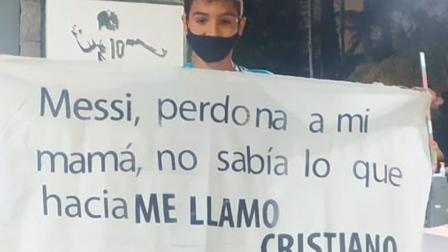 10
Messi, perdona a mi
mamá, no sabía lo que
hacia ME LLAMO
CRISTIANO